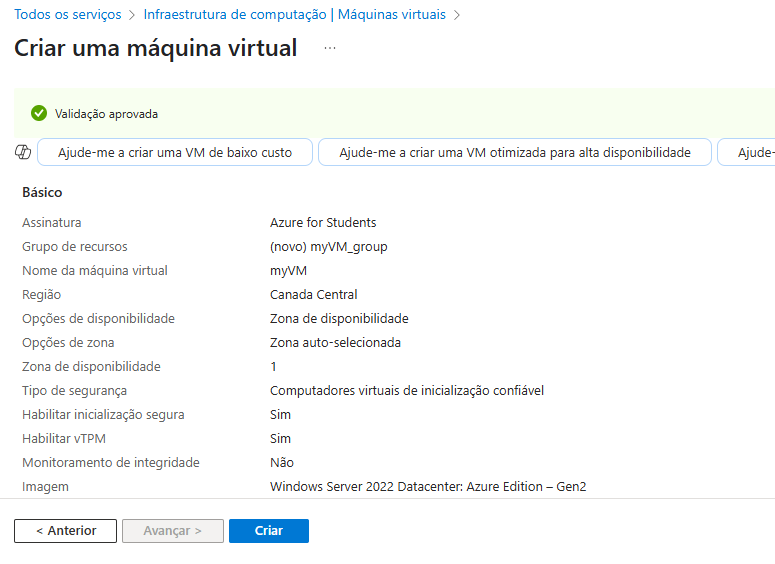 Todos os serviços > Infraestrutura de computação | Máquinas virtuais >
Criar uma máquina virtual ...
Validação aprovada
Ajude-me a criar uma VM de baixo custo Ajude-me a criar uma VM otimizada para alta disponibilidade Ajude-
Básico
Assinatura Azure for Students
Grupo de recursos (novo) myVM_group
Nome da máquina virtual myVM
Região Canada Central
Opções de disponibilidade Zona de disponibilidade
Opções de zona Zona auto-selecionada
Zona de disponibilidade 1
Tipo de segurança Computadores virtuais de inicialização confiável
Habilitar inicialização segura Sim
Habilitar vTPM Sim
Monitoramento de integridade Não
Imagem Windows Server 2022 Datacenter: Azure Edition – Gen2
< Anterior Avançar > Criar